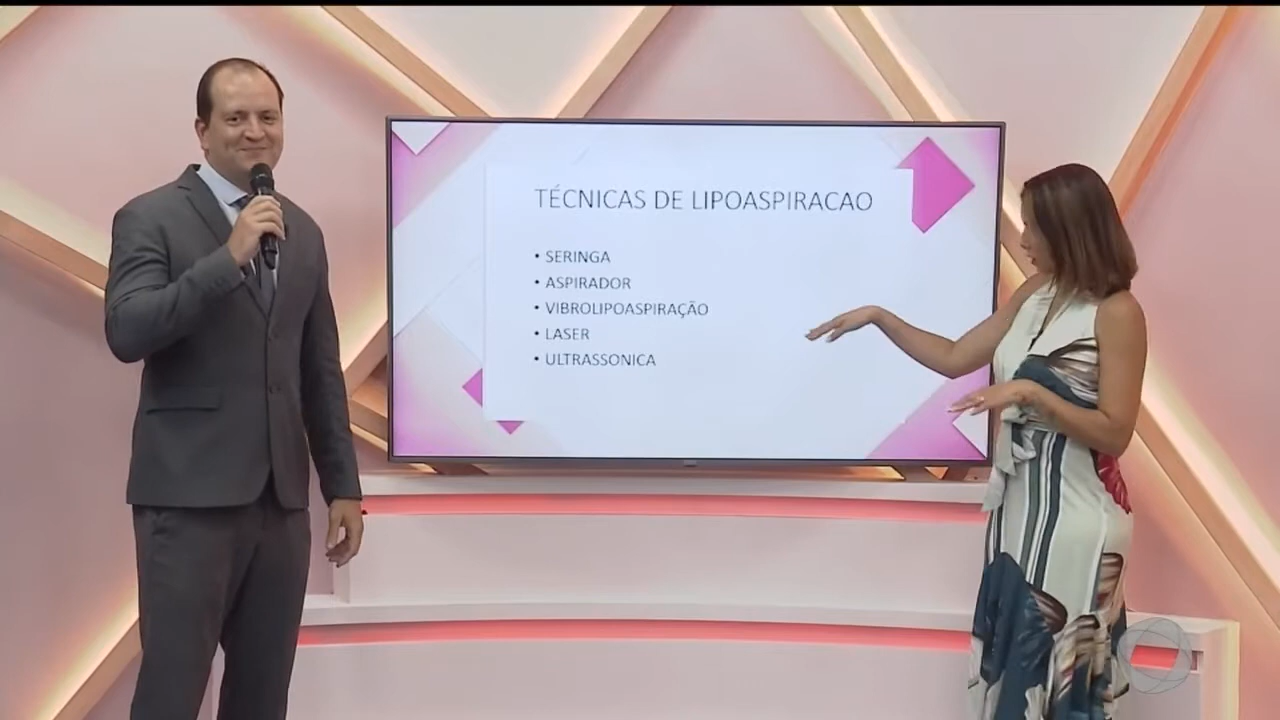 TÉCNICAS DE LIPOASPIRACAO
• SERINGA
• ASPIRADOR
• VIBROLIPOASPIRAÇÃO
• LASER
• ULTRASSONICA